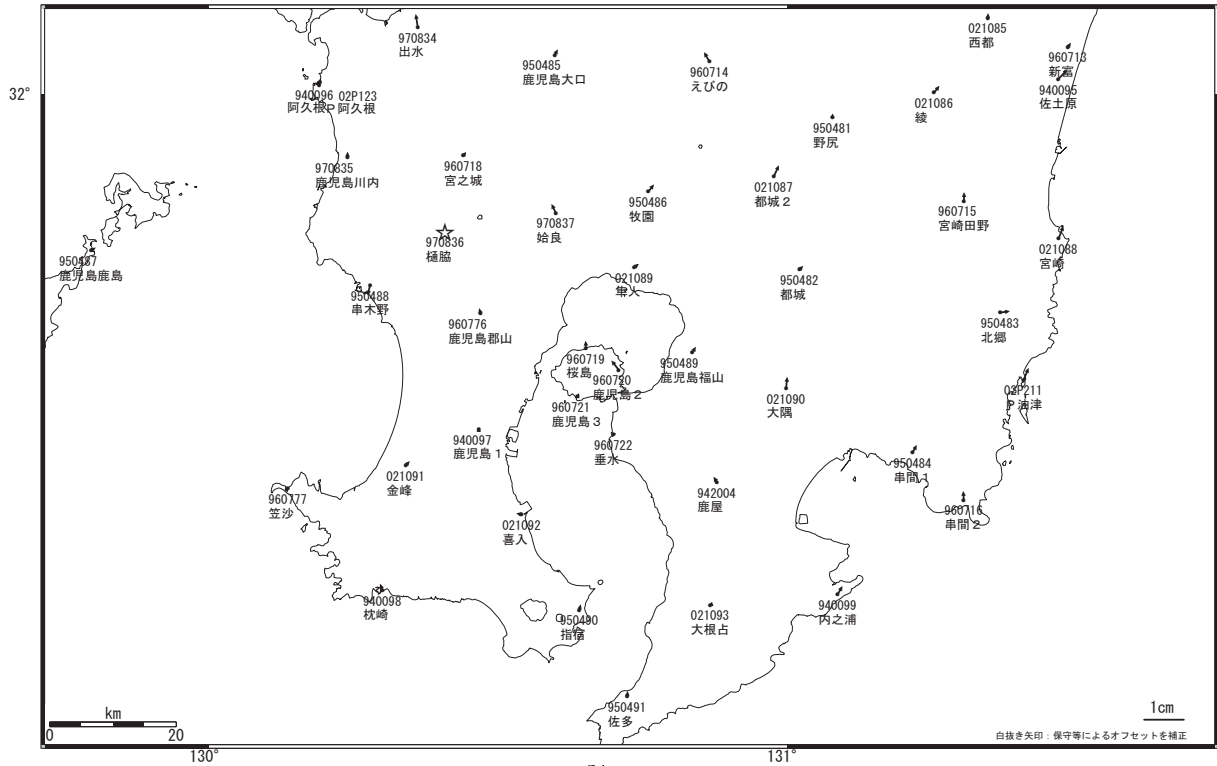 970834
出水
950485
鹿児島大口
960714
えびの
021085
西都
960713
新富
940095
佐土原
32°
940096
阿久根
02P123
P阿久根
021086
綾
950481
野尻
970835
鹿児島川内
960718
宮之城
950486
牧園
021087
都城2
960715
宮崎田野
970837
姶良
970836
樋脇
021088
宮崎
950487
鹿児島鹿島
021089
隼人
950482
都城
950488
串木野
960776
鹿児島郡山
950483
北郷
960719
桜島
960720
鹿児島2
950489
鹿児島福山
021090
大隅
02P211
P油津
960721
鹿児島3
940097
鹿児島1
960722
垂水
950484
串間1
021091
金峰
942004
鹿屋
960777
笠沙
960716
串間2
021092
喜入
940098
枕崎
950490
指宿
021093
大根占
940099
内之浦
950491
佐多
km
0 20
1cm
白抜き矢印:保守等によるオフセットを補正
130° 131°